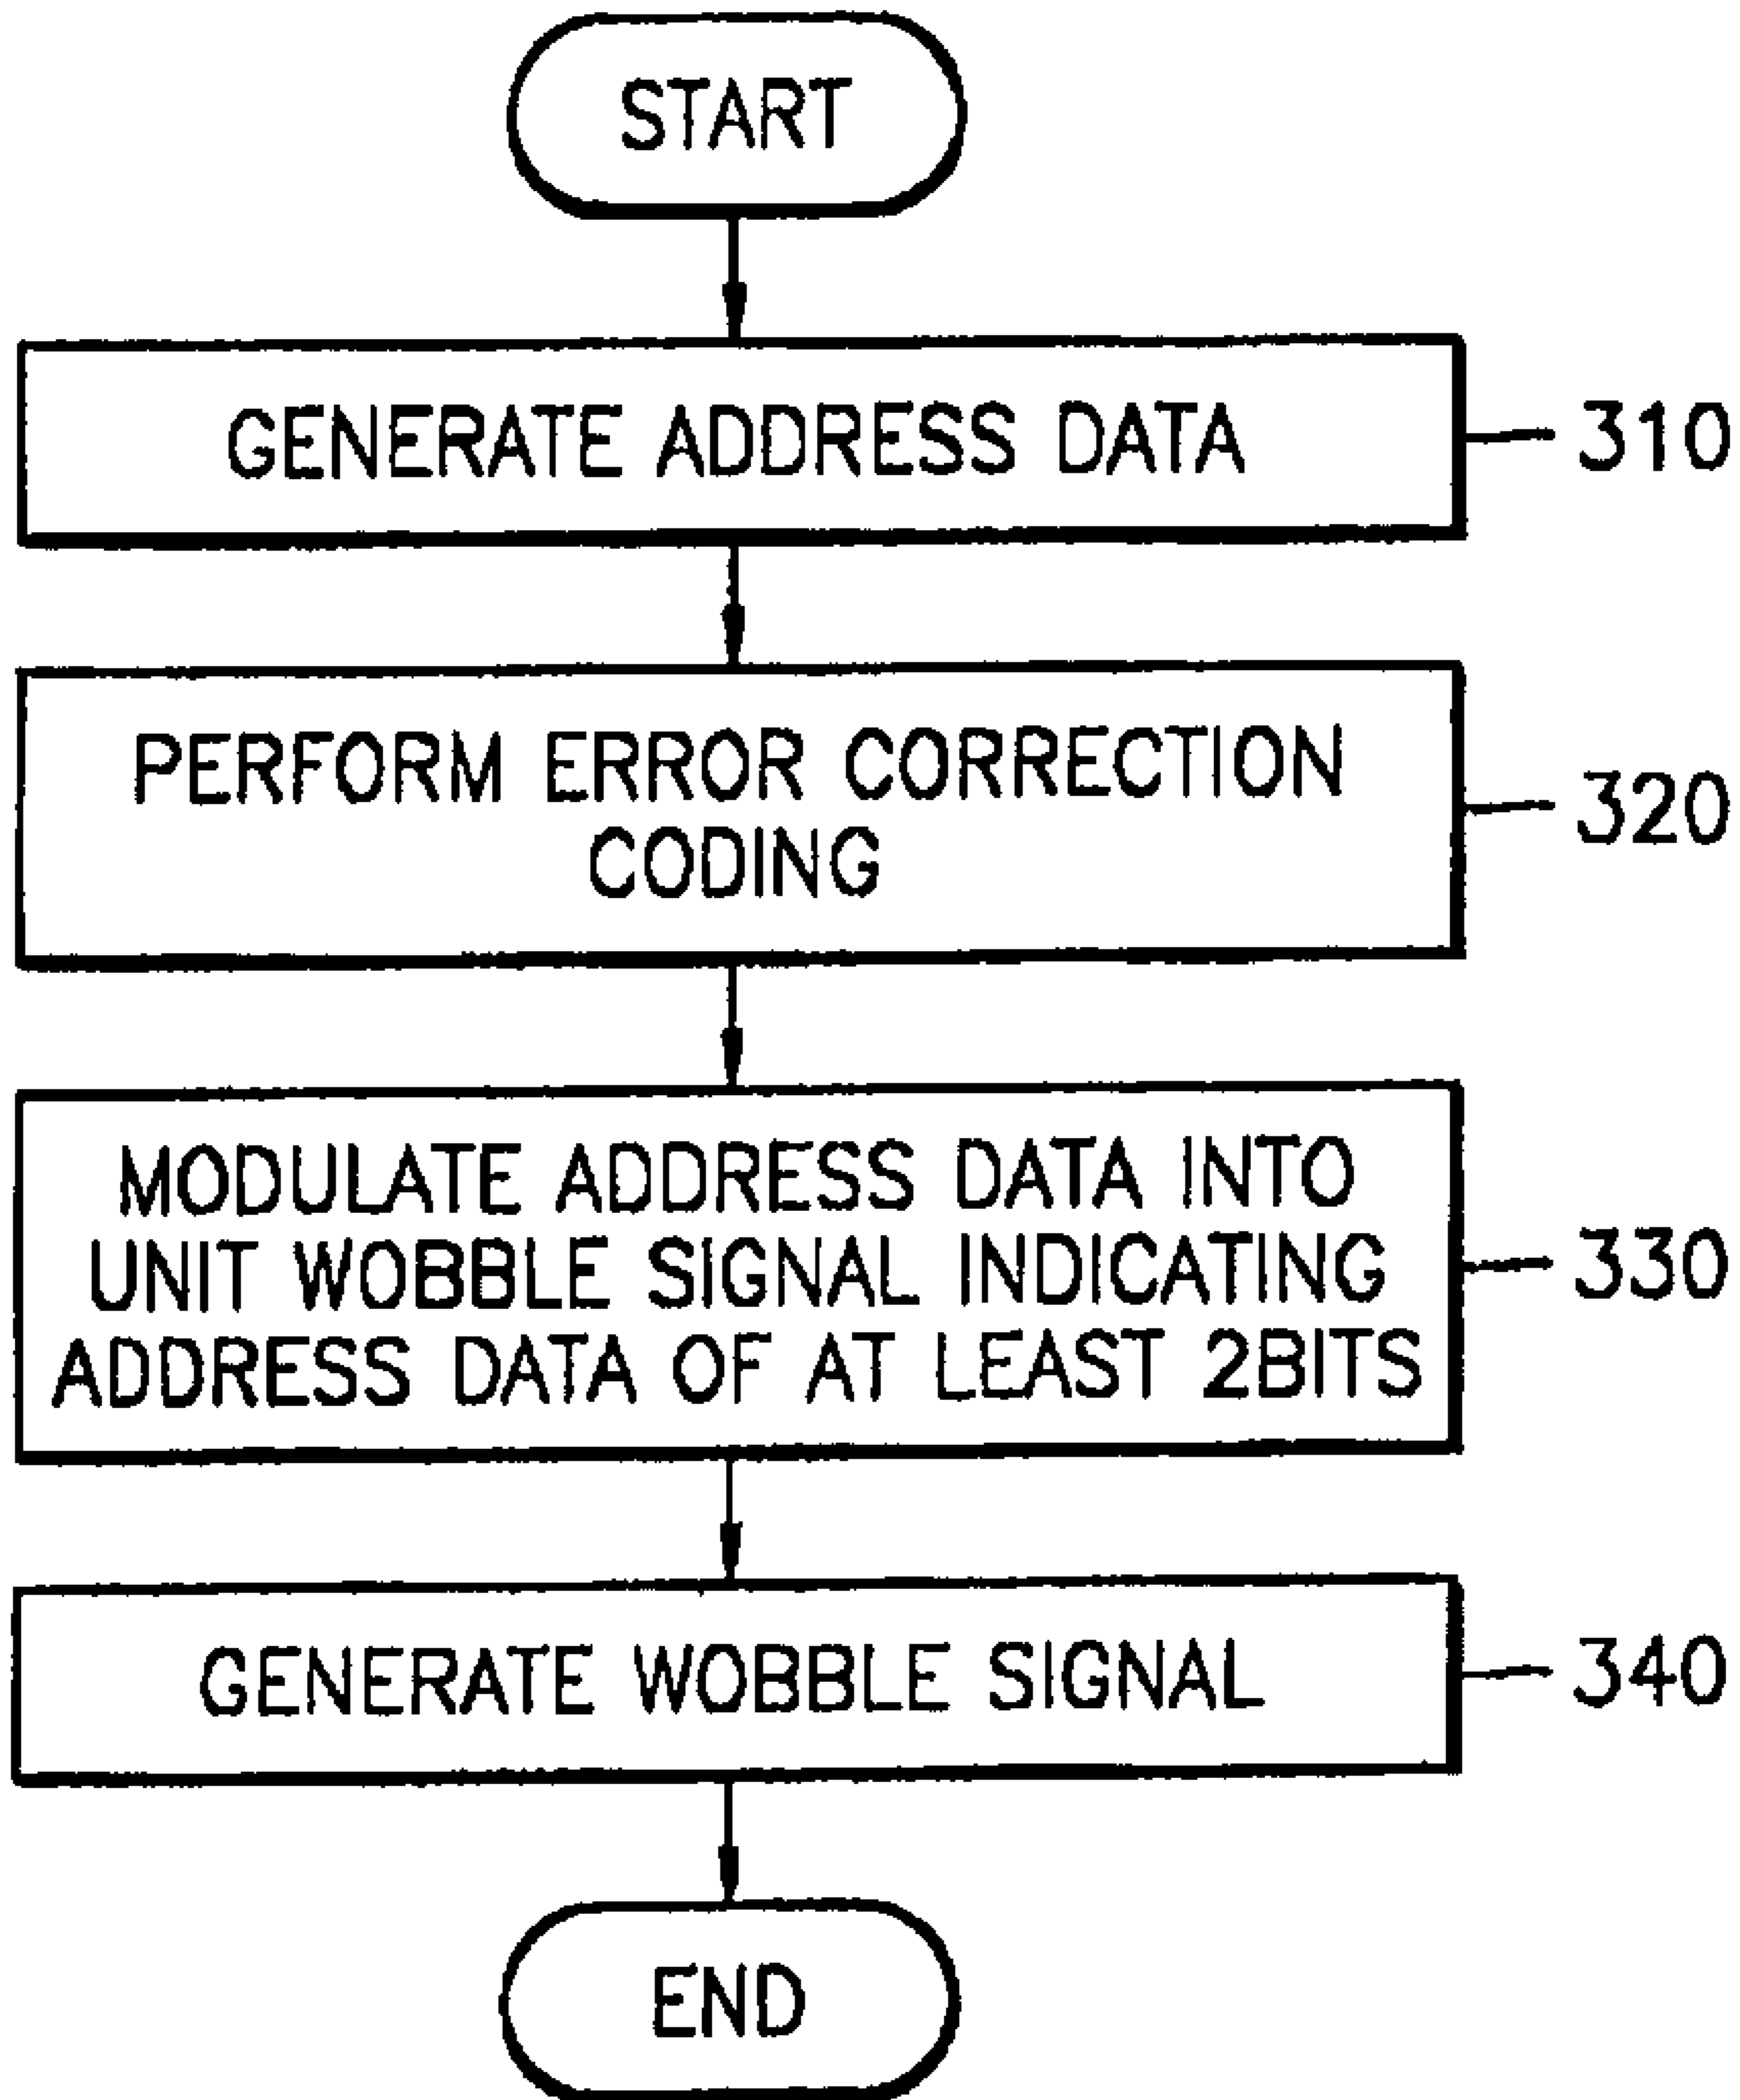 START
GENERATE ADDRESS DATA
310
PERFORM ERROR CORRECTION
CODING
320
MODULATE ADDRESS DATA INTO
UNIT WOBBLE SIGNAL INDICATING
ADDRESS DATA OF AT LEAST 2BITS
330
GENERATE WOBBLE SIGNAL
340
END